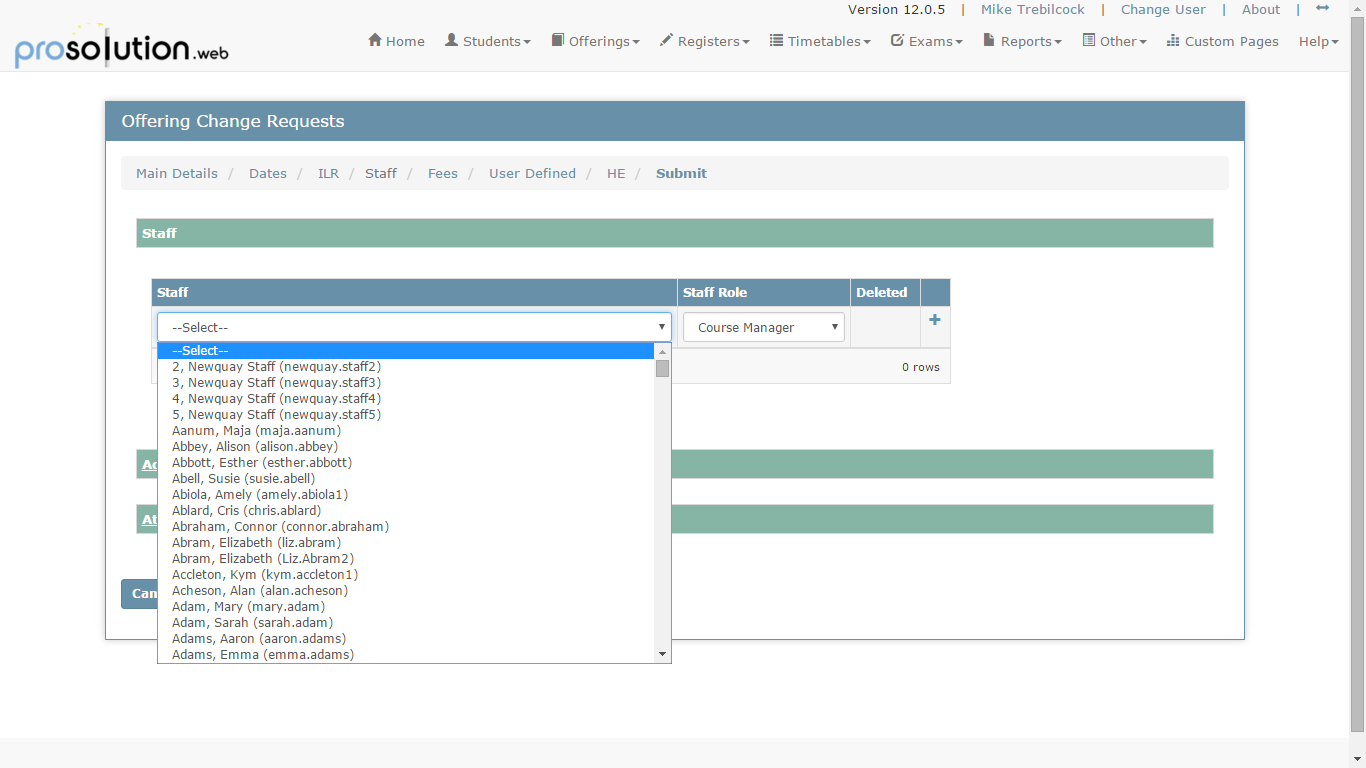 Version 12.0.5 | Mike Trebilcock | Change User | About |
prosolution.web
Home Students Offerings Registers Timetables Exams Reports Other Custom Pages Help
Offering Change Requests
Main Details / Dates / ILR / Staff / Fees / User Defined / HE / Submit
Staff
Staff Staff Role Deleted
--Select-- Course Manager
--Select--
2, Newquay Staff (newquay.staff2)
3, Newquay Staff (newquay.staff3)
0 rows
4, Newquay Staff (newquay.staff4)
5, Newquay Staff (newquay.staff5)
Aanum, Maja (maja.aanum)
Abbey, Alison (alison.abbey)
Abbott, Esther (esther.abbott)
Abell, Susie (susie.abell)
Abiola, Amely (amely.abiola1)
Ablard, Cris (chris.ablard)
Abraham, Connor (connor.abraham)
Abram, Elizabeth (liz.abram)
Abram, Elizabeth (Liz.Abram2)
Accleton, Kym (kym.accleton1)
Acheson, Alan (alan.acheson)
Adam, Mary (mary.adam)
Adam, Sarah (sarah.adam)
Adams, Aaron (aaron.adams)
Adams, Emma (emma.adams)